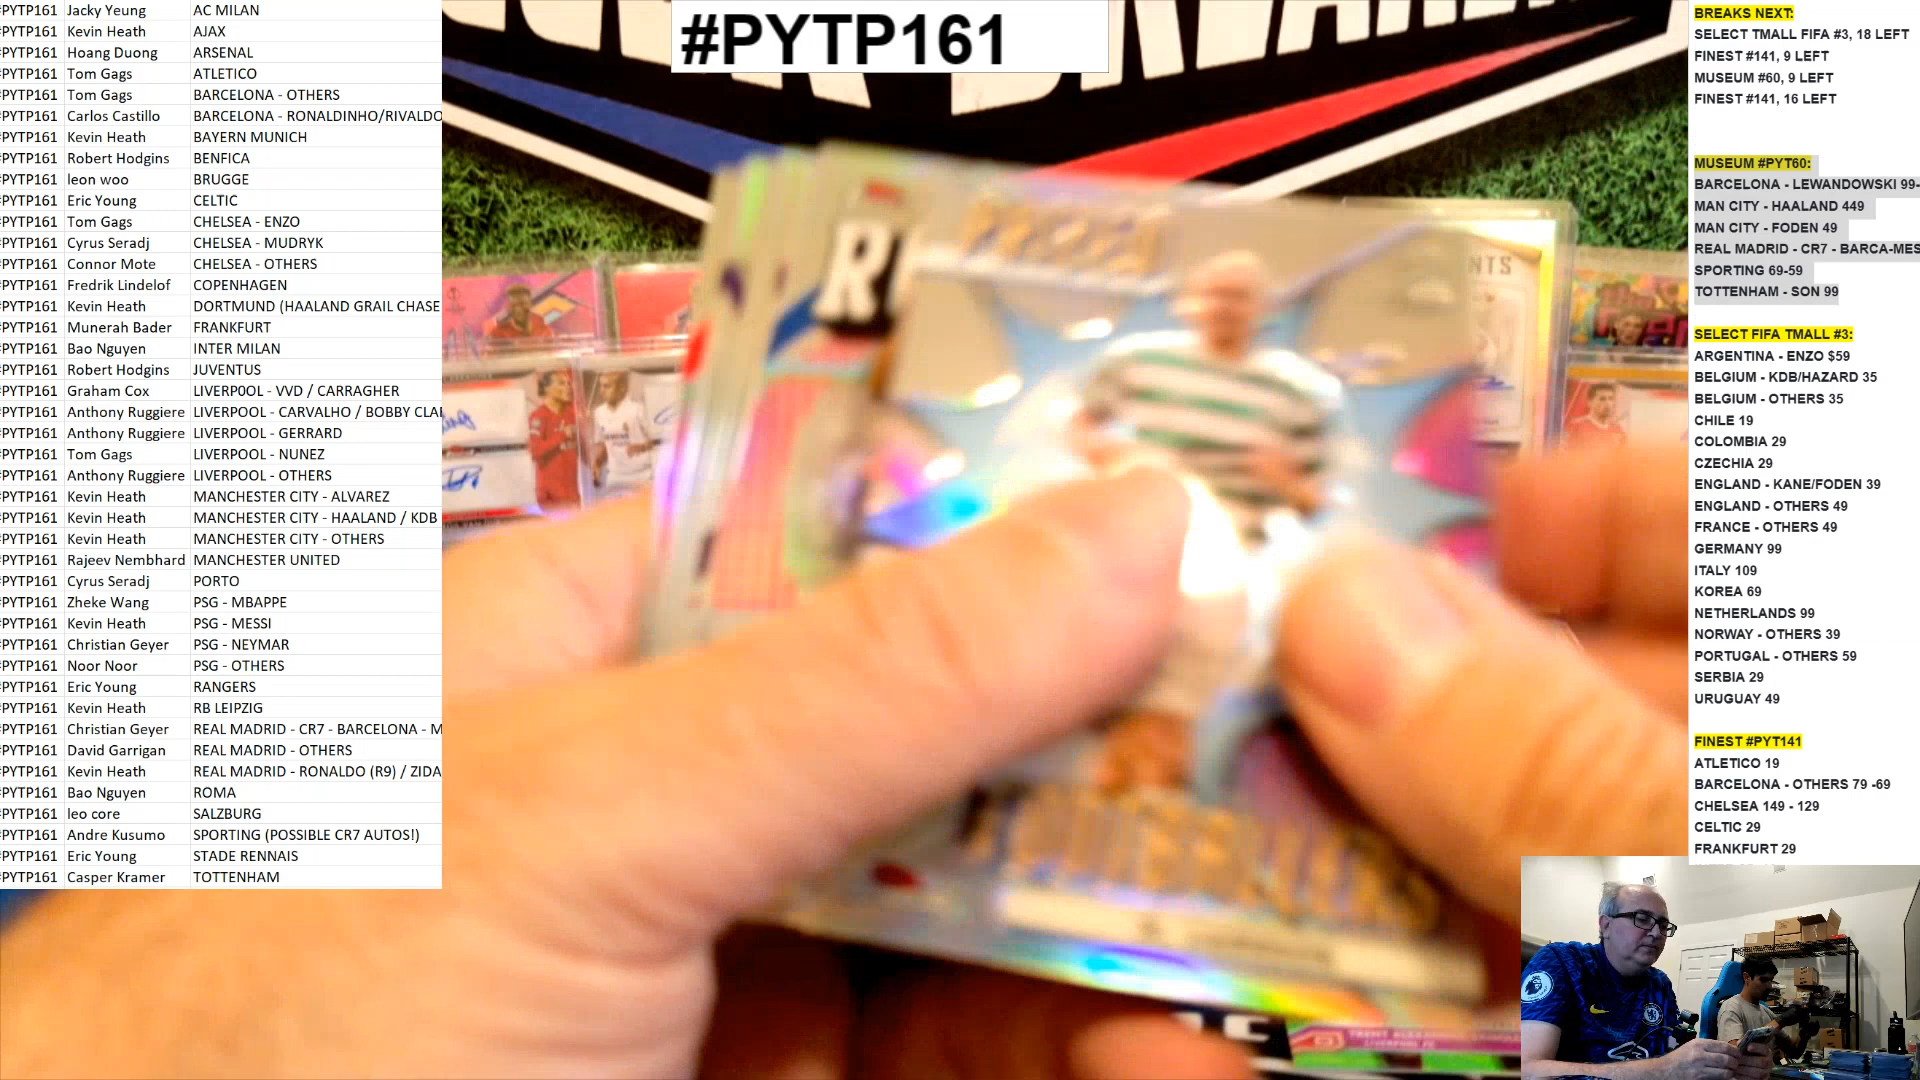 #PYTP161 Jacky Yeung AC MILAN
#PYTP161 Kevin Heath AJAX
#PYTP161 Hoang Duong ARSENAL
#PYTP161 Tom Gags ATLETICO
#PYTP161 Tom Gags BARCELONA - OTHERS
#PYTP161 Carlos Castillo BARCELONA - RONALDINHO/RIVALDO
#PYTP161 Kevin Heath BAYERN MUNICH
#PYTP161 Robert Hodgins BENFICA
#PYTP161 leon woo BRUGGE
#PYTP161 Eric Young CELTIC
#PYTP161 Tom Gags CHELSEA - ENZO
#PYTP161 Cyrus Seradj CHELSEA - MUDRYK
#PYTP161 Connor Mote CHELSEA - OTHERS
#PYTP161 Fredrik Lindelof COPENHAGEN
#PYTP161 Kevin Heath DORTMUND (HAALAND GRAIL CHASE
#PYTP161 Munerah Bader FRANKFURT
#PYTP161 Bao Nguyen INTER MILAN
#PYTP161 Robert Hodgins JUVENTUS
#PYTP161 Graham Cox LIVERP0OL - VVD / CARRAGHER
#PYTP161 Anthony Ruggiere LIVERPOOL - CARVALHO / BOBBY CLA
#PYTP161 Anthony Ruggiere LIVERPOOL - GERRARD
#PYTP161 Tom Gags LIVERPOOL - NUNEZ
#PYTP161 Anthony Ruggiere LIVERPOOL - OTHERS
#PYTP161 Kevin Heath MANCHESTER CITY - ALVAREZ
#PYTP161 Kevin Heath MANCHESTER CITY - HAALAND / KDB
#PYTP161 Kevin Heath MANCHESTER CITY - OTHERS
#PYTP161 Rajeev Nembhard MANCHESTER UNITED
#PYTP161 Cyrus Seradj PORTO
#PYTP161 Zheke Wang PSG - MBAPPE
#PYTP161 Kevin Heath PSG - MESSI
#PYTP161 Christian Geyer PSG - NEYMAR
#PYTP161 Noor Noor PSG - OTHERS
#PYTP161 Eric Young RANGERS
#PYTP161 Kevin Heath RB LEIPZIG
#PYTP161 Christian Geyer REAL MADRID - CR7 - BARCELONA - M
#PYTP161 David Garrigan REAL MADRID - OTHERS
#PYTP161 Kevin Heath REAL MADRID - RONALDO (R9) / ZIDA
#PYTP161 Bao Nguyen ROMA
#PYTP161 leo core SALZBURG
#PYTP161 Andre Kusumo SPORTING (POSSIBLE CR7 AUTOS!)
#PYTP161 Eric Young STADE RENNAIS
#PYTP161 Casper Kramer TOTTENHAM
#PYTP161
BREAKS NEXT:
SELECT TMALL FIFA #3, 18 LEFT
FINEST #141, 9 LEFT
MUSEUM #60, 9 LEFT
FINEST #141, 16 LEFT
MUSEUM #PYT60:
BARCELONA - LEWANDOWSKI 99-
MAN CITY - HAALAND 449
MAN CITY - FODEN 49
REAL MADRID - CR7 - BARCA-MES
SPORTING 69-59
TOTTENHAM - SON 99
SELECT FIFA TMALL #3:
ARGENTINA - ENZO $59
BELGIUM - KDB/HAZARD 35
BELGIUM - OTHERS 35
CHILE 19
COLOMBIA 29
CZECHIA 29
ENGLAND - KANE/FODEN 39
ENGLAND - OTHERS 49
FRANCE - OTHERS 49
GERMANY 99
ITALY 109
KOREA 69
NETHERLANDS 99
NORWAY - OTHERS 39
PORTUGAL - OTHERS 59
SERBIA 29
URUGUAY 49
FINEST #PYT141
ATLETICO 19
BARCELONA - OTHERS 79 -69
CHELSEA 149 - 129
CELTIC 29
FRANKFURT 29